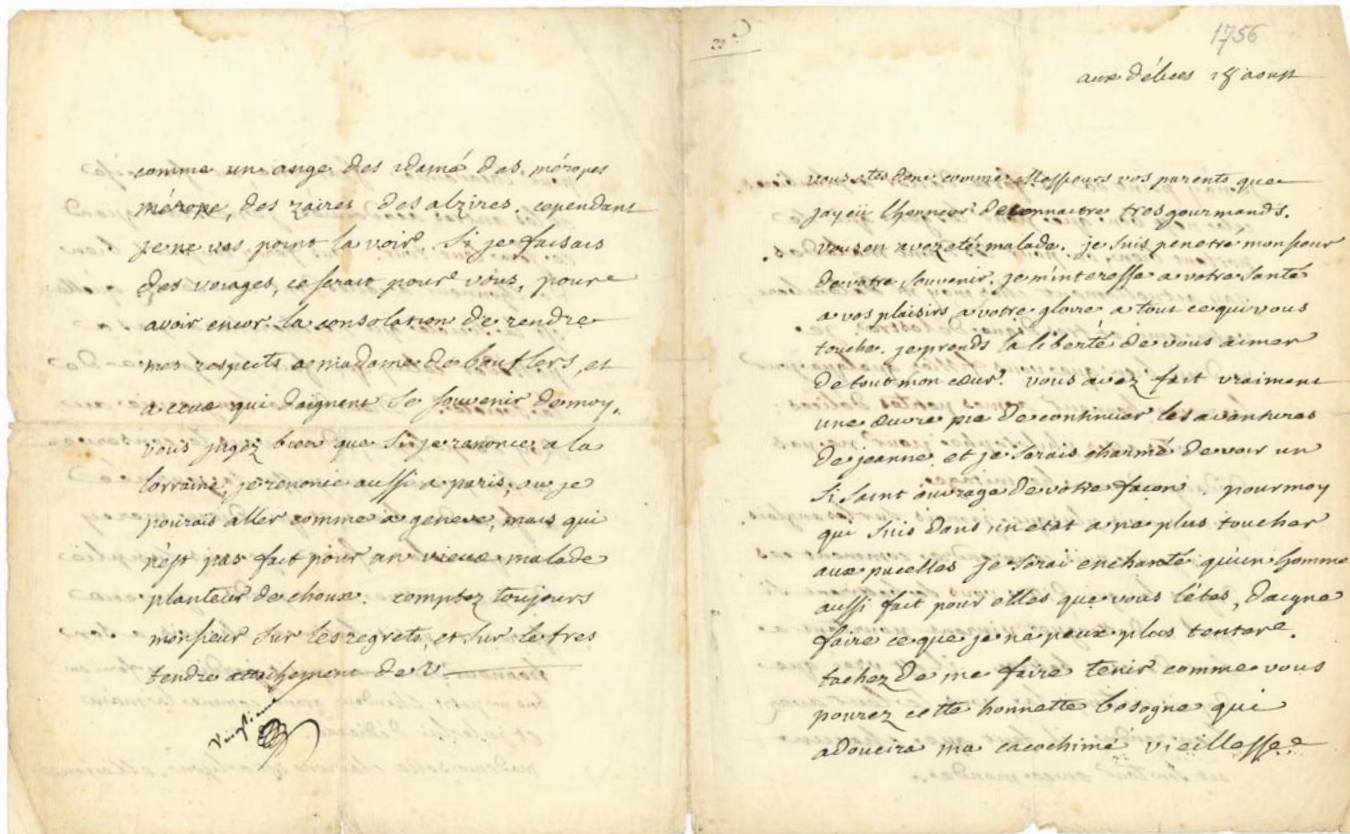 1756
aux délices 18 aoust
vous etes donc comme Messieurs vos parents que
jay eü lhonneur de connaitre tres gourmands.
vous en avez eté malade. je suis penetré monsieur
de votre souvenir. je minteresse a votre santé
a vos plaisirs, a votre gloire a tout ce qui vous
touche. je prends la liberté de vous aimer
de tout mon cœur. vous avez fait vraiment
une œuvre pie de continuer les avantures
de jeanne. et je serais charmé de voir un
si saint ouvrage de votre façon. pour moy
qui suis dans un etat a ne plus toucher
aux pucelles je serai enchanté qu'un homme
aussi fait pour elles que vous l'êtes, daigne
faire ce que je ne peux plus tenter.
tachez de me faire tenir comme vous
pourez cette honnette besogne qui
adoucira ma cacochime vieillesse.
comme un ange des idamé des méropes
mérope, des zaires des alzires. cependant
je ne vas point la voir. Si je faisais
des voiages, ce serait pour vous, pour
avoir encor la consolation de rendre
mes respects a madame de bouflers, et
a ceux qui daignent se souvenir de moy.
vous jugez bien que si je renonce a la
lorraine, je renonce aussi a paris, ou je
pourais aller comme à geneve, mais qui
n'est pas fait pour un vieux malade
planteur de choux. comptez toujours
monsieur sur les regrets, et sur le tres
tendre attachement de V